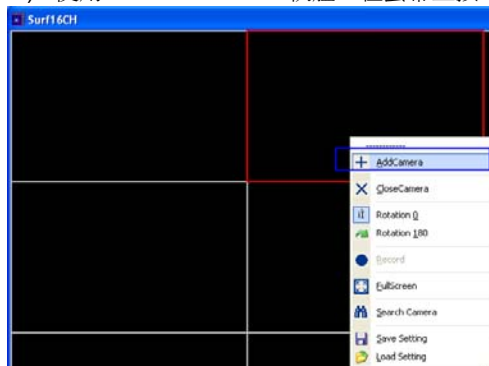 Surf16CH
AddCamera
CloseCamera
Rotation 0
Rotation 180
Record
FullScreen
Search Camera
Save Setting
Load Setting